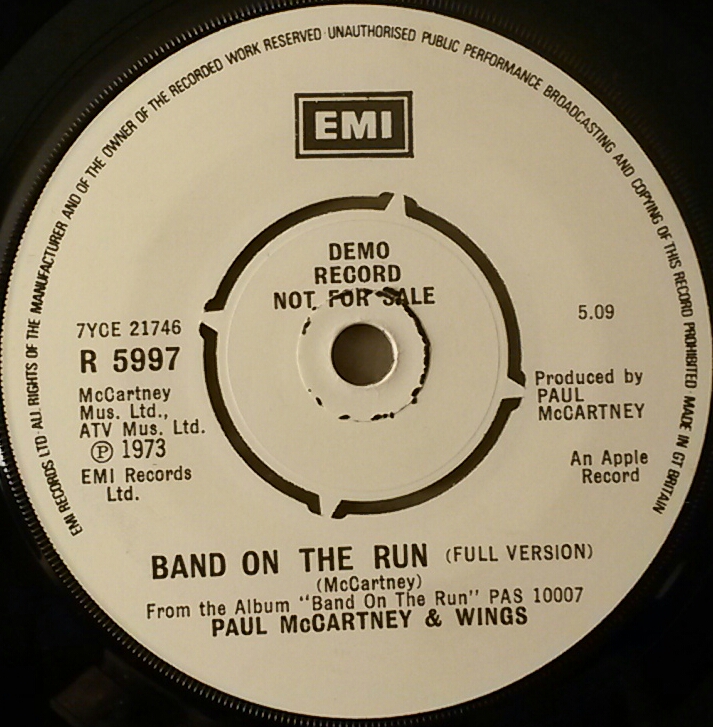 EMI RECORDS LTD · ALL RIGHTS OF THE MANUFACTURER AND OF THE OWNER OF THE RECORDED WORK RESERVED · UNAUTHORISED PUBLIC PERFORMANCE BROADCASTING AND COPYING OF THIS RECORD PROHIBITED MADE IN GT BRITAIN
EMI
DEMO
RECORD
NOT FOR SALE
7YCE 21746
R 5997
McCartney
Mus. Ltd.,
ATV Mus. Ltd.
Ⓟ 1973
EMI Records
Ltd.
5.09
Produced by
PAUL
McCARTNEY
An Apple
Record
BAND ON THE RUN (FULL VERSION)
(McCartney)
From the Album "Band On The Run" PAS 10007
PAUL McCARTNEY & WINGS